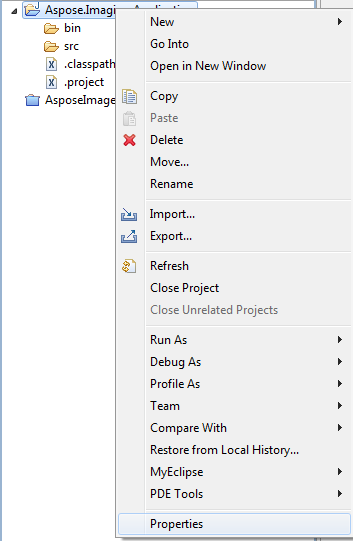 Aspose.Imaging
bin
src
.classpath
.project
AsposeImage
New
Go Into
Open in New Window
Copy
Paste
Delete
Move...
Rename
Import...
Export...
Refresh
Close Project
Close Unrelated Projects
Run As
Debug As
Profile As
Team
Compare With
Restore from Local History...
MyEclipse
PDE Tools
Properties